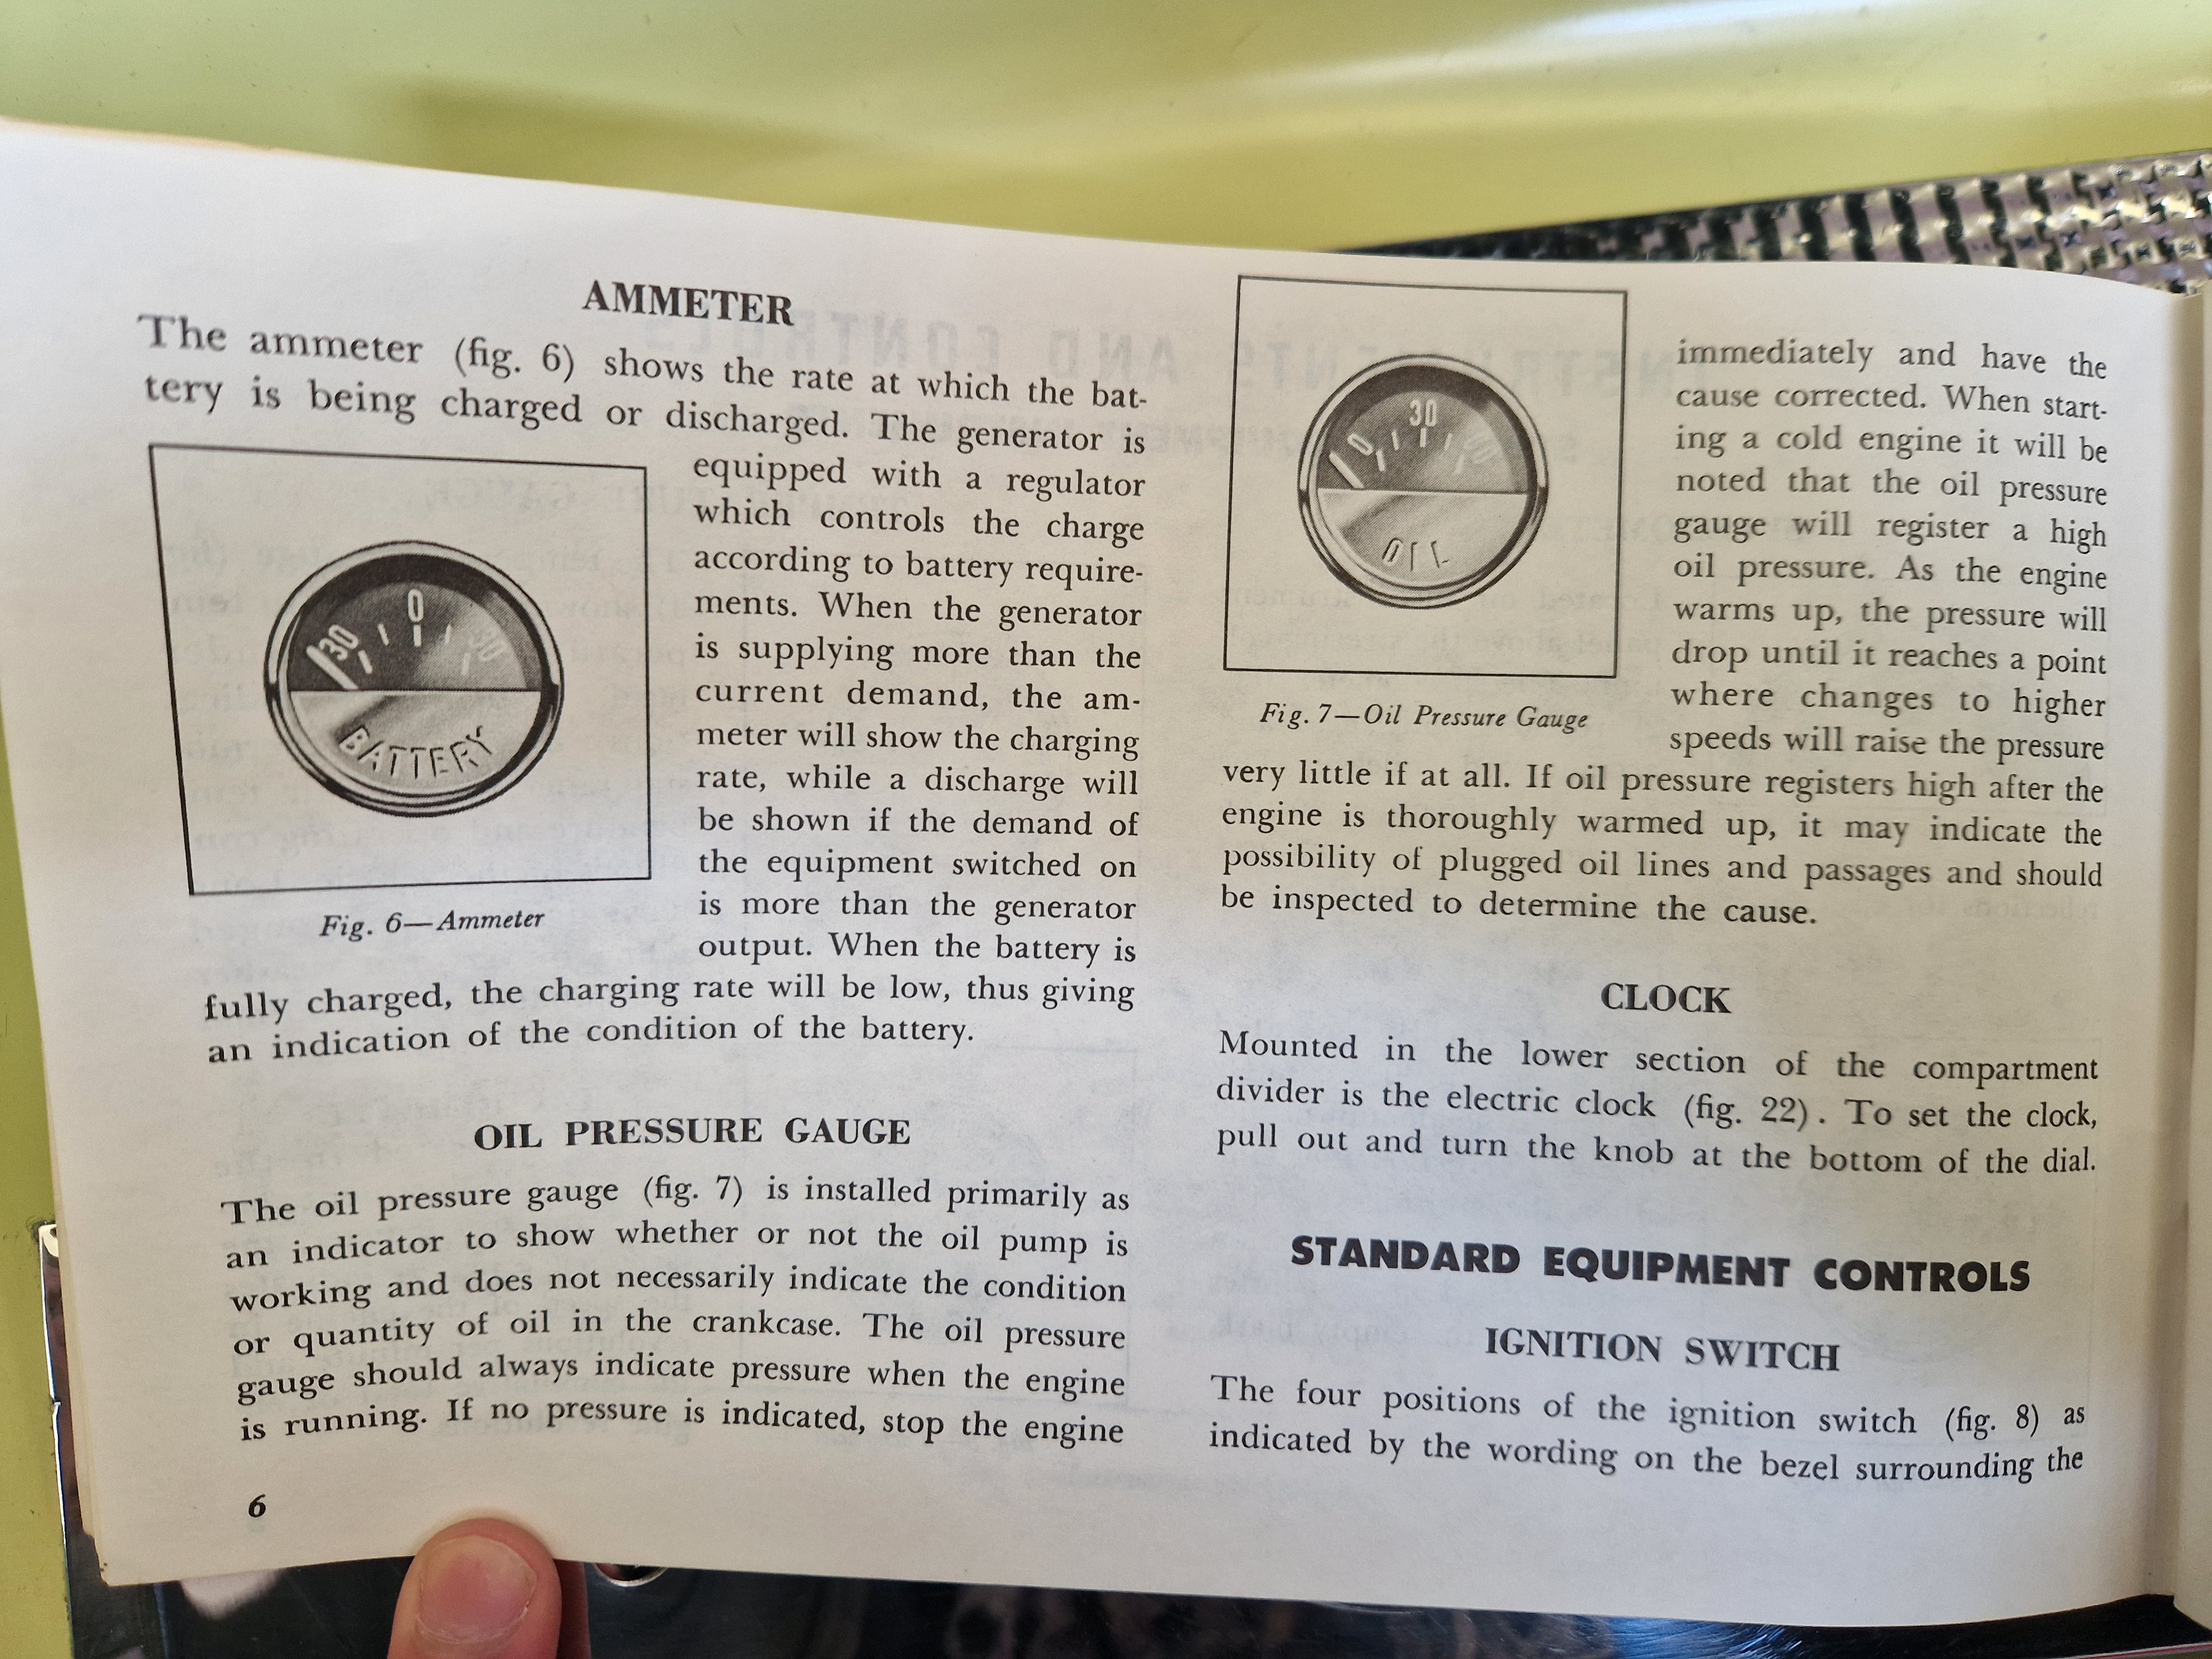 AMMETER
The ammeter (fig. 6) shows the rate at which the bat-
tery is being charged or discharged. The generator is
equipped with a regulator
which controls the charge
according to battery require-
ments. When the generator
is supplying more than the
current demand, the am-
meter will show the charging
rate, while a discharge will
be shown if the demand of
the equipment switched on
is more than the generator
output. When the battery is
30 0 30
BATTERY
Fig. 6—Ammeter
fully charged, the charging rate will be low, thus giving
an indication of the condition of the battery.
OIL PRESSURE GAUGE
The oil pressure gauge (fig. 7) is installed primarily as
an indicator to show whether or not the oil pump is
working and does not necessarily indicate the condition
or quantity of oil in the crankcase. The oil pressure
gauge should always indicate pressure when the engine
is running. If no pressure is indicated, stop the engine
6
0 30
OIL
Fig. 7—Oil Pressure Gauge
immediately and have the
cause corrected. When start-
ing a cold engine it will be
noted that the oil pressure
gauge will register a high
oil pressure. As the engine
warms up, the pressure will
drop until it reaches a point
where changes to higher
speeds will raise the pressure
very little if at all. If oil pressure registers high after the
engine is thoroughly warmed up, it may indicate the
possibility of plugged oil lines and passages and should
be inspected to determine the cause.
CLOCK
Mounted in the lower section of the compartment
divider is the electric clock (fig. 22). To set the clock,
pull out and turn the knob at the bottom of the dial.
STANDARD EQUIPMENT CONTROLS
IGNITION SWITCH
The four positions of the ignition switch (fig. 8) as
indicated by the wording on the bezel surrounding the